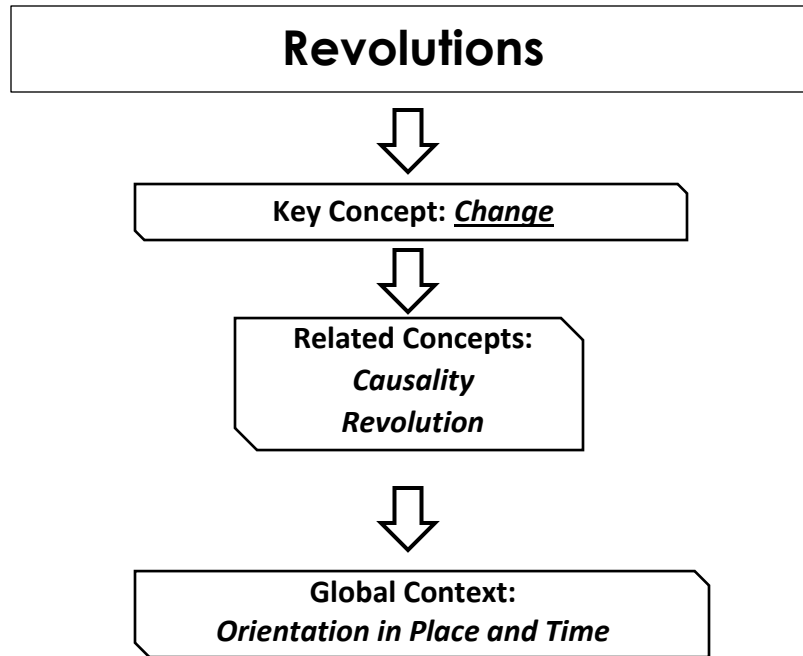 Revolutions
Key Concept: Change
Related Concepts:
Causality
Revolution
Global Context:
Orientation in Place and Time